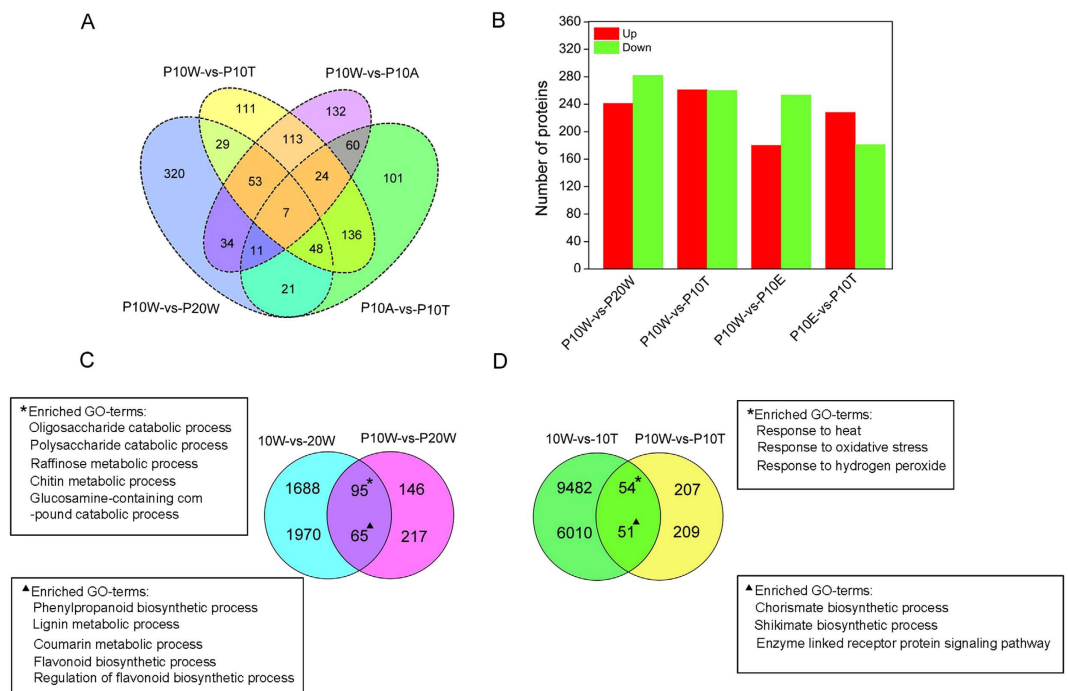 A
P10W-vs-P10T
P10W-vs-P10A
111
132
29
113
60
320
53
24
101
7
34
11
48
136
21
P10W-vs-P20W
P10A-vs-P10T
B
Number of proteins
360
320
280
240
200
160
120
80
40
0
Up
Down
P10W-vs-P20W
P10W-vs-P10T
P10W-vs-P10E
P10E-vs-P10T
C
* Enriched GO-terms:
Oligosaccharide catabolic process
Polysaccharide catabolic process
Raffinose metabolic process
Chitin metabolic process
Glucosamine-containing com
-pound catabolic process
10W-vs-20W
P10W-vs-P20W
1688
95*
146
1970
65▲
217
▲ Enriched GO-terms:
Phenylpropanoid biosynthetic process
Lignin metabolic process
Coumarin metabolic process
Flavonoid biosynthetic process
Regulation of flavonoid biosynthetic process
D
10W-vs-10T
P10W-vs-P10T
9482
54*
207
6010
51▲
209
* Enriched GO-terms:
Response to heat
Response to oxidative stress
Response to hydrogen peroxide
▲ Enriched GO-terms:
Chorismate biosynthetic process
Shikimate biosynthetic process
Enzyme linked receptor protein signaling pathway